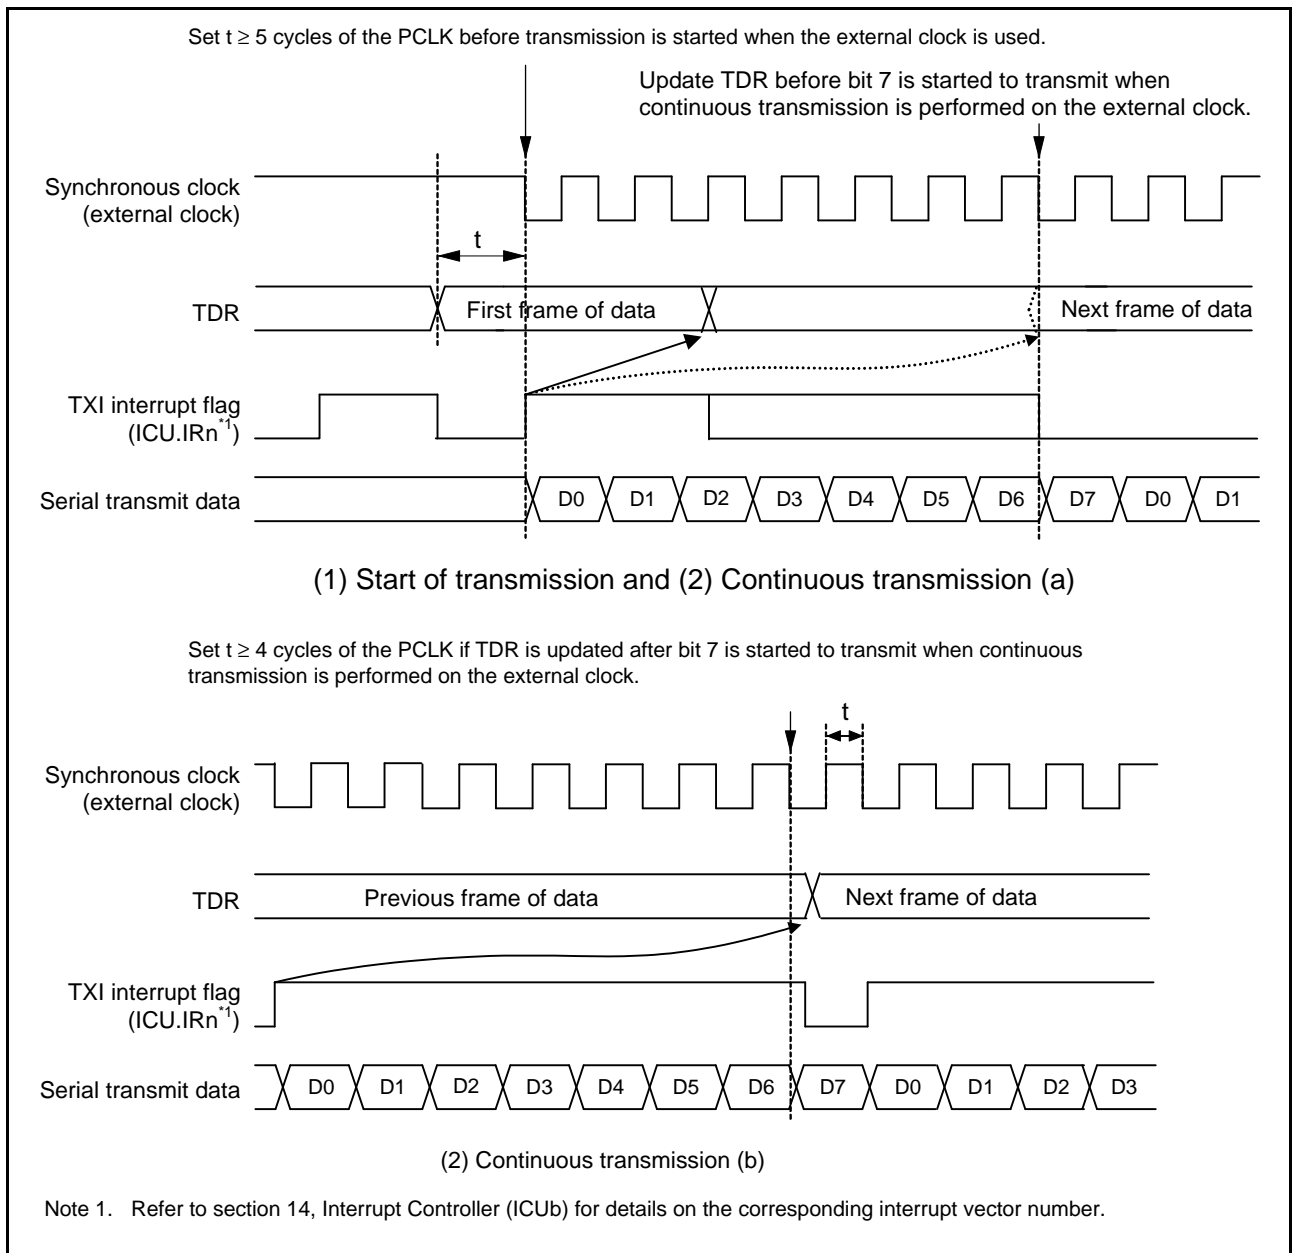 Set t ≥ 5 cycles of the PCLK before transmission is started when the external clock is used.
Update TDR before bit 7 is started to transmit when
continuous transmission is performed on the external clock.
Synchronous clock
(external clock)
t
TDR
First frame of data
Next frame of data
TXI interrupt flag
(ICU.IRn*1)
Serial transmit data
D0 D1 D2 D3 D4 D5 D6 D7 D0 D1
(1) Start of transmission and (2) Continuous transmission (a)
Set t ≥ 4 cycles of the PCLK if TDR is updated after bit 7 is started to transmit when continuous
transmission is performed on the external clock.
t
Synchronous clock
(external clock)
TDR
Previous frame of data
Next frame of data
TXI interrupt flag
(ICU.IRn*1)
Serial transmit data
D0 D1 D2 D3 D4 D5 D6 D7 D0 D1 D2 D3
(2) Continuous transmission (b)
Note 1. Refer to section 14, Interrupt Controller (ICUb) for details on the corresponding interrupt vector number.